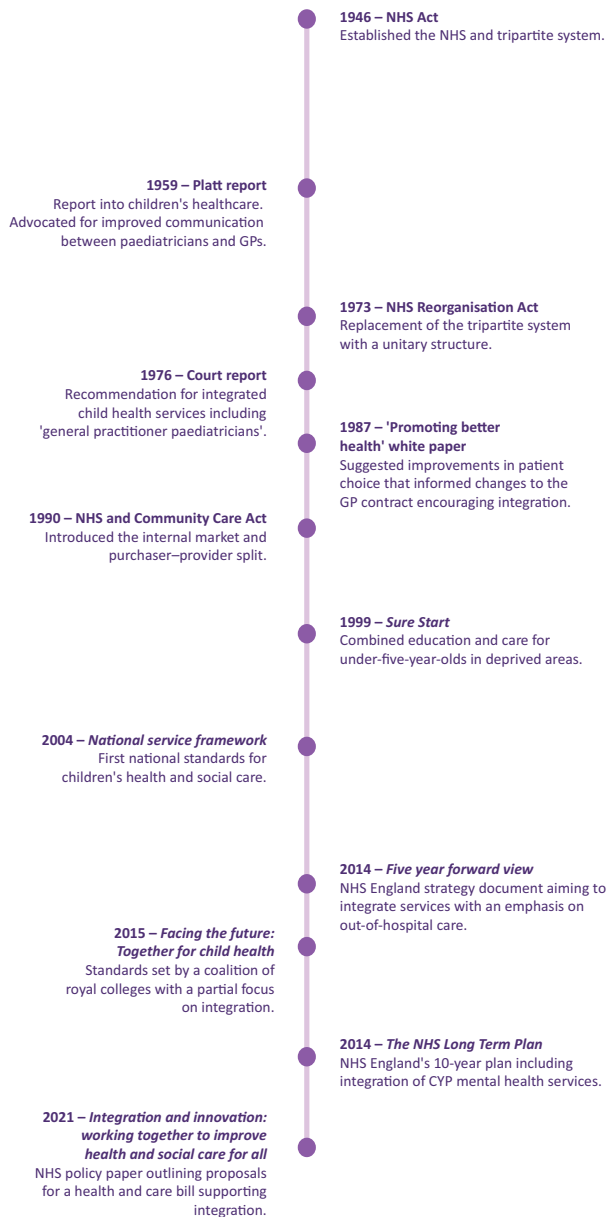 1946 – NHS Act
Established the NHS and tripartite system.
1959 – Platt report
Report into children's healthcare.
Advocated for improved communication
between paediatricians and GPs.
1973 – NHS Reorganisation Act
Replacement of the tripartite system
with a unitary structure.
1976 – Court report
Recommendation for integrated
child health services including
'general practitioner paediatricians'.
1987 – 'Promoting better
health' white paper
Suggested improvements in patient
choice that informed changes to the
GP contract encouraging integration.
1990 – NHS and Community Care Act
Introduced the internal market and
purchaser–provider split.
1999 – Sure Start
Combined education and care for
under-five-year-olds in deprived areas.
2004 – National service framework
First national standards for
children's health and social care.
2014 – Five year forward view
NHS England strategy document aiming to
integrate services with an emphasis on
out-of-hospital care.
2015 – Facing the future:
Together for child health
Standards set by a coalition of
royal colleges with a partial focus
on integration.
2014 – The NHS Long Term Plan
NHS England's 10-year plan including
integration of CYP mental health services.
2021 – Integration and innovation:
working together to improve
health and social care for all
NHS policy paper outlining proposals
for a health and care bill supporting
integration.